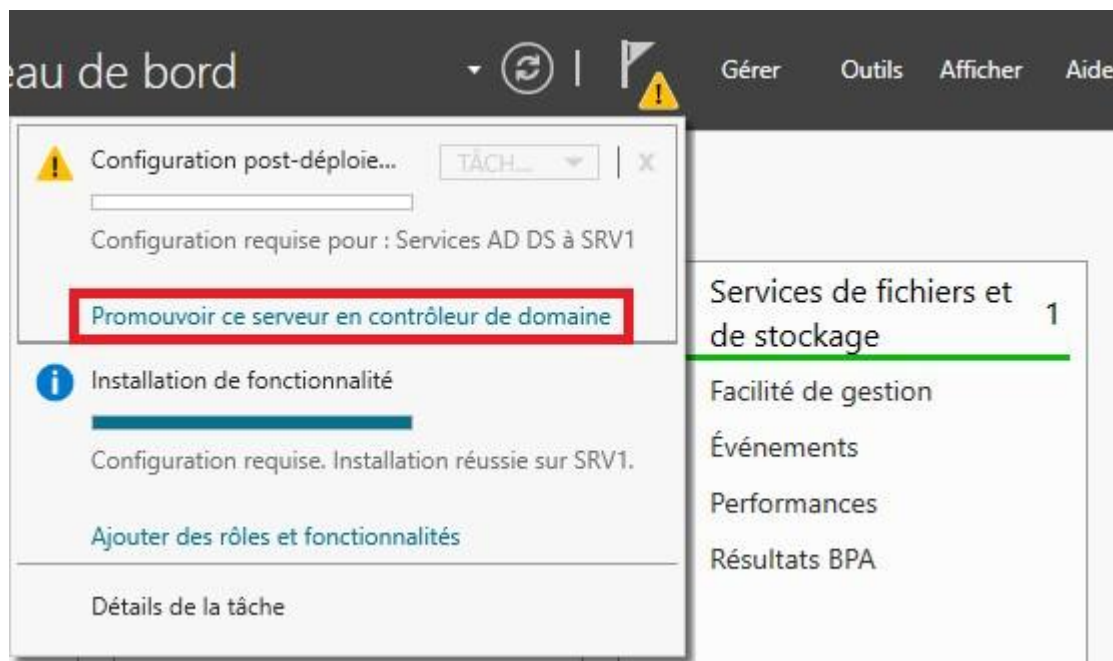 eau de bord
Gérer Outils Afficher Aide
Configuration post-déploie... TÂCH... x
Configuration requise pour : Services AD DS à SRV1
Promouvoir ce serveur en contrôleur de domaine
Installation de fonctionnalité
Configuration requise. Installation réussie sur SRV1.
Ajouter des rôles et fonctionnalités
Détails de la tâche
Services de fichiers et
de stockage 1
Facilité de gestion
Événements
Performances
Résultats BPA